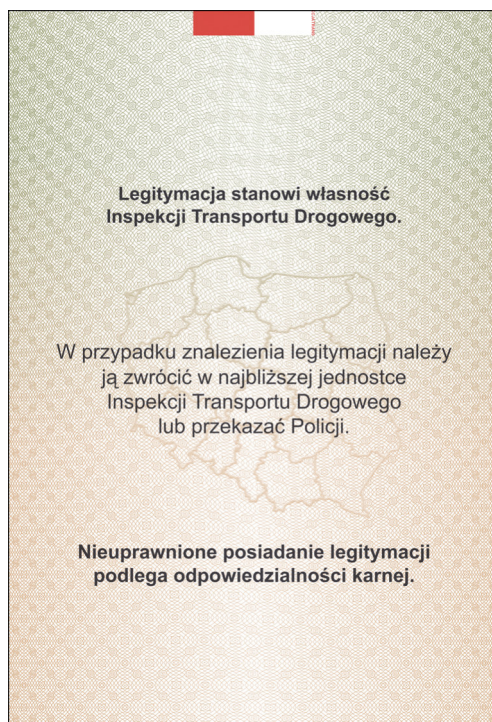 Legitymacja stanowi własność
Inspekcji Transportu Drogowego.
W przypadku znalezienia legitymacji należy
ją zwrócić w najbliższej jednostce
Inspekcji Transportu Drogowego
lub przekazać Policji.
Nieuprawnione posiadanie legitymacji
podlega odpowiedzialności karnej.